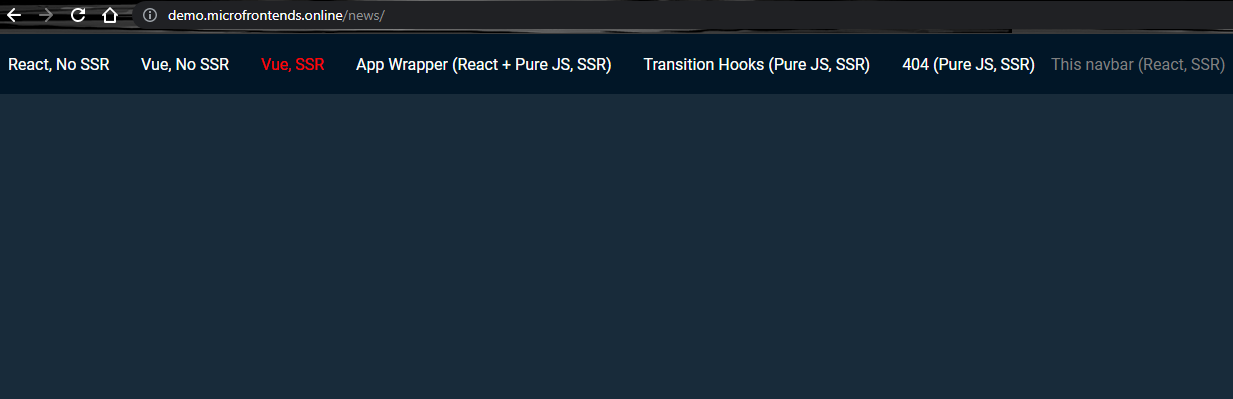 demo.microfrontends.online/news/
React, No SSR Vue, No SSR Vue, SSR App Wrapper (React + Pure JS, SSR) Transition Hooks (Pure JS, SSR) 404 (Pure JS, SSR) This navbar (React, SSR)